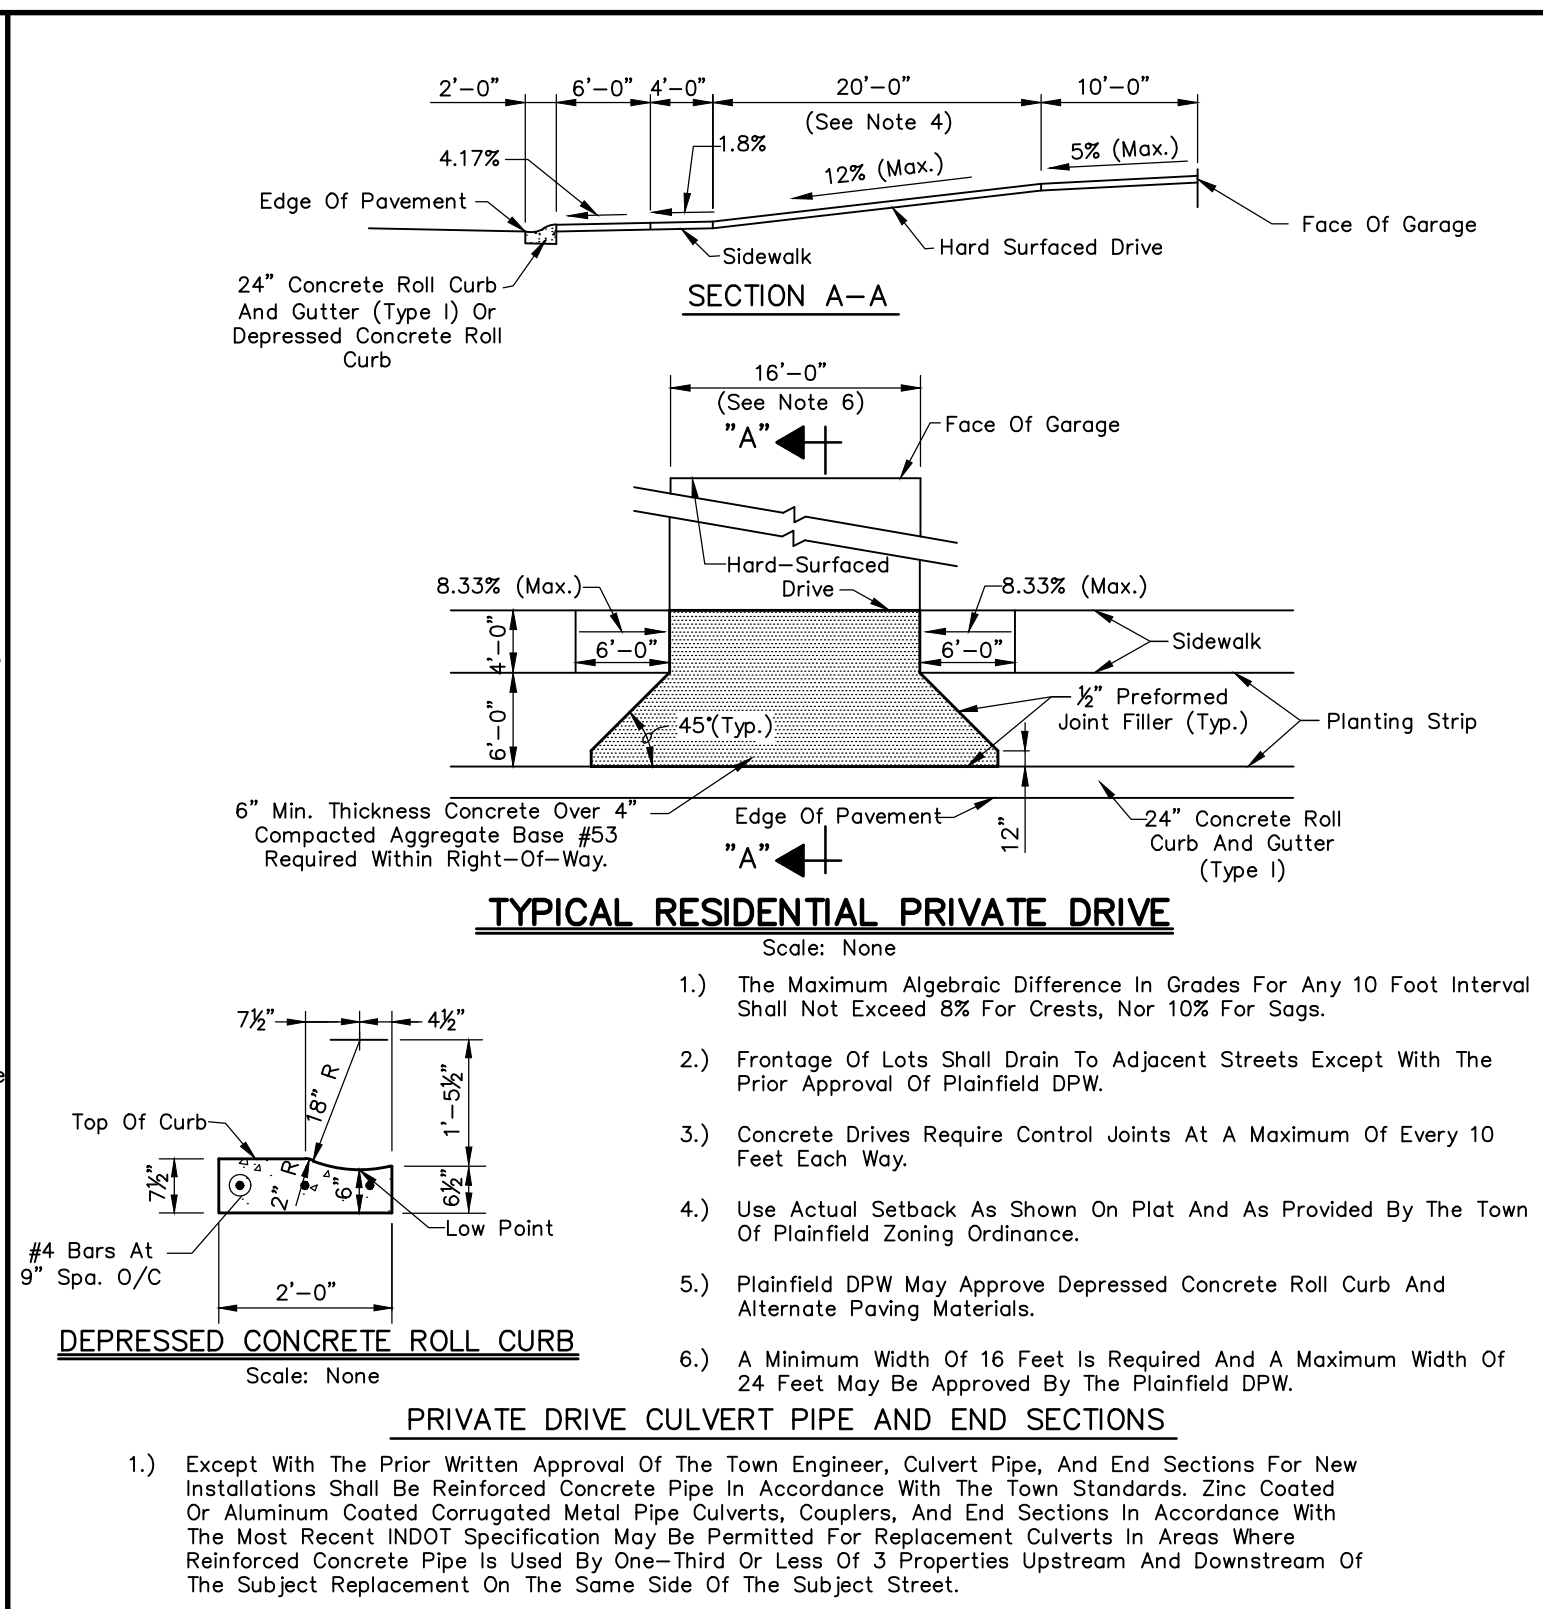 2'-0" 6'-0" 4'-0" 20'-0" 10'-0"
(See Note 4)
4.17% 1.8% 12% (Max.) 5% (Max.)
Edge Of Pavement
Face Of Garage
Hard Surfaced Drive
Sidewalk
24" Concrete Roll Curb
And Gutter (Type I) Or
Depressed Concrete Roll
Curb
SECTION A-A
16'-0"
(See Note 6)
"A"
Face Of Garage
Hard-Surfaced
Drive
8.33% (Max.) 8.33% (Max.)
4'-0" 6'-0" 6'-0"
Sidewalk
6'-0"
45° (Typ.)
½" Preformed
Joint Filler (Typ.)
Planting Strip
6" Min. Thickness Concrete Over 4"
Compacted Aggregate Base #53
Required Within Right-Of-Way.
Edge Of Pavement
12"
24" Concrete Roll
Curb And Gutter
(Type I)
"A"
TYPICAL RESIDENTIAL PRIVATE DRIVE
Scale: None
1.) The Maximum Algebraic Difference In Grades For Any 10 Foot Interval
Shall Not Exceed 8% For Crests, Nor 10% For Sags.
2.) Frontage Of Lots Shall Drain To Adjacent Streets Except With The
Prior Approval Of Plainfield DPW.
3.) Concrete Drives Require Control Joints At A Maximum Of Every 10
Feet Each Way.
4.) Use Actual Setback As Shown On Plat And As Provided By The Town
Of Plainfield Zoning Ordinance.
5.) Plainfield DPW May Approve Depressed Concrete Roll Curb And
Alternate Paving Materials.
6.) A Minimum Width Of 16 Feet Is Required And A Maximum Width Of
24 Feet May Be Approved By The Plainfield DPW.
7½" 4½"
18" R
1'-5½"
Top Of Curb
7½" 2" R 6" 6½"
Low Point
#4 Bars At
9" Spa. O/C
2'-0"
DEPRESSED CONCRETE ROLL CURB
Scale: None
PRIVATE DRIVE CULVERT PIPE AND END SECTIONS
1.) Except With The Prior Written Approval Of The Town Engineer, Culvert Pipe, And End Sections For New
Installations Shall Be Reinforced Concrete Pipe In Accordance With The Town Standards. Zinc Coated
Or Aluminum Coated Corrugated Metal Pipe Culverts, Couplers, And End Sections In Accordance With
The Most Recent INDOT Specification May Be Permitted For Replacement Culverts In Areas Where
Reinforced Concrete Pipe Is Used By One-Third Or Less Of 3 Properties Upstream And Downstream Of
The Subject Replacement On The Same Side Of The Subject Street.